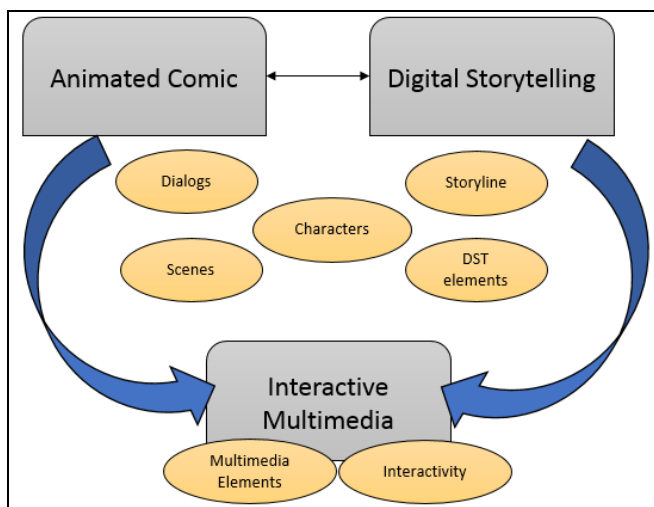 Animated Comic
Digital Storytelling
Dialogs
Storyline
Characters
Scenes
DST
elements
Interactive
Multimedia
Multimedia
Elements
Interactivity